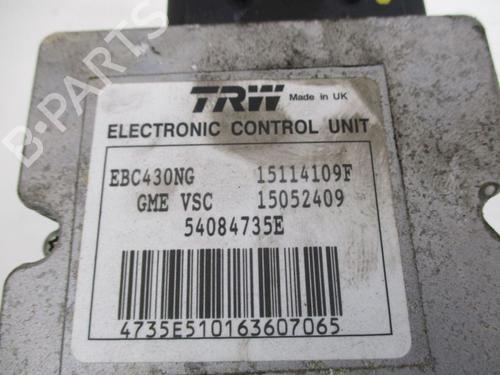 TRW Made in UK
ELECTRONIC CONTROL UNIT
EBC430NG 15114109F
GME VSC 15052409
54084735E
4735E510163607065
B-PARTS